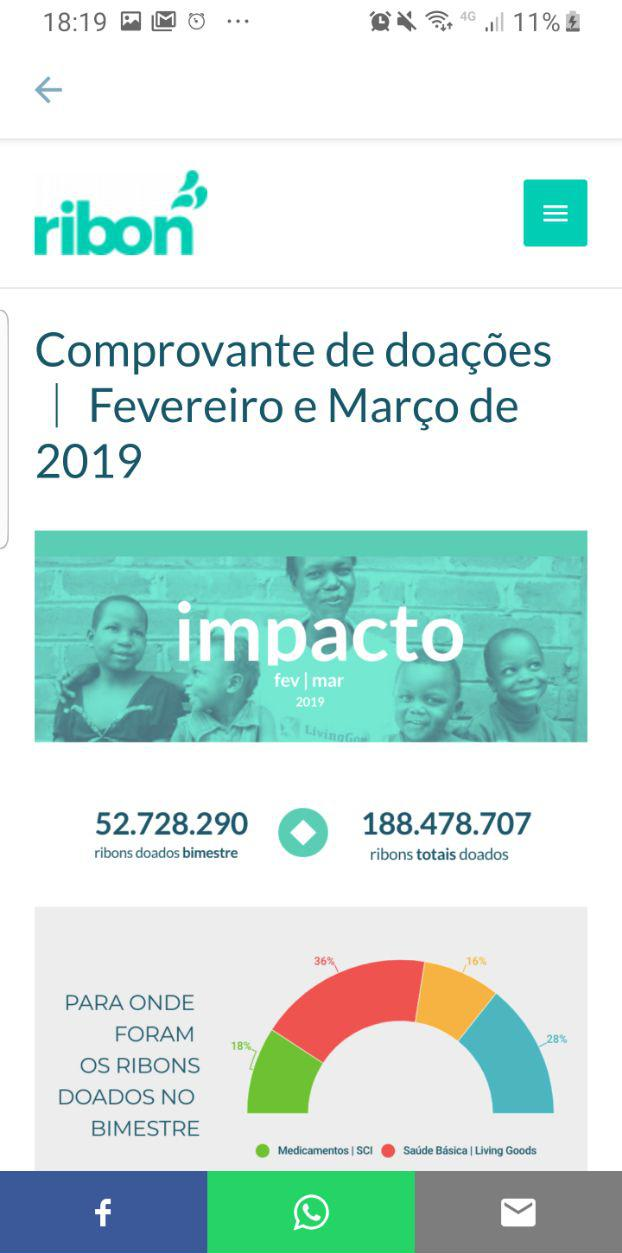 18:19 4G 11%
ribon
Comprovante de doações
| Fevereiro e Março de
2019
impacto
fev | mar
2019
LivingGoo
52.728.290 188.478.707
ribons doados bimestre ribons totais doados
PARA ONDE
FORAM
OS RIBONS
DOADOS NO
BIMESTRE
18% 36% 16% 28%
Medicamentos | SCI Saúde Básica | Living Goods
f